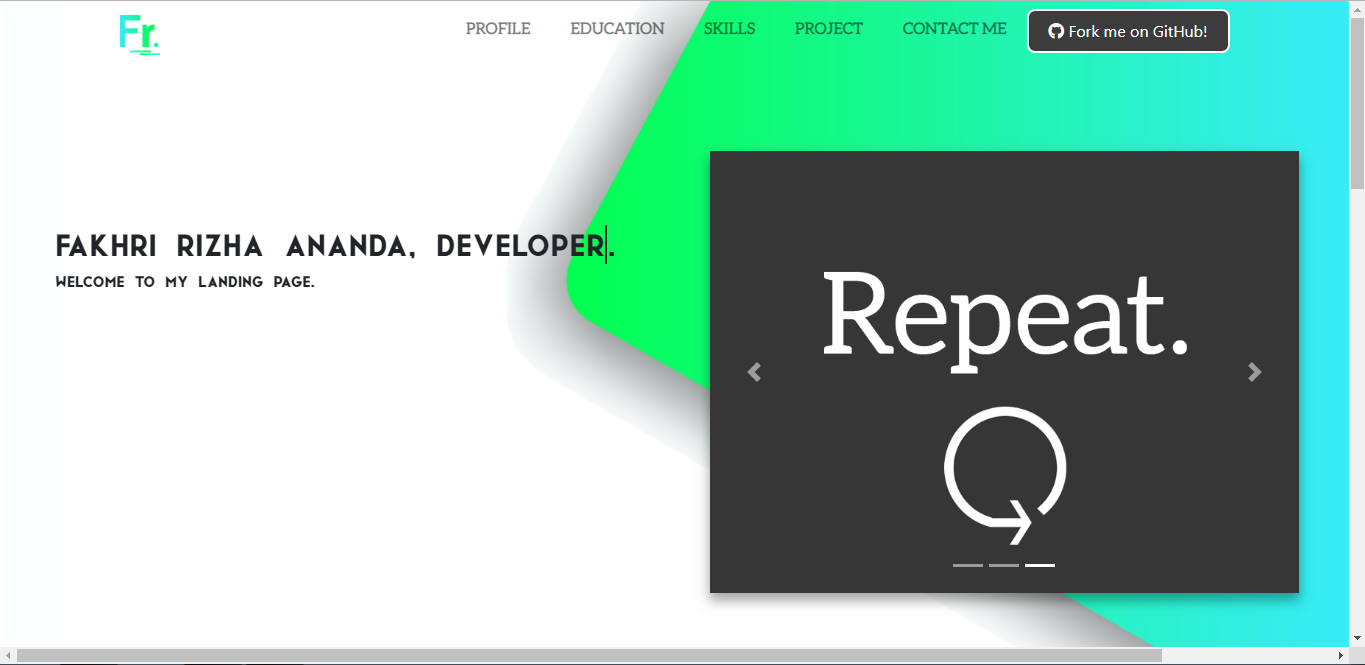 Fr.
PROFILE EDUCATION SKILLS PROJECT CONTACT ME Fork me on GitHub!
FAKHRI RIZHA ANANDA, DEVELOPER.
WELCOME TO MY LANDING PAGE.
Repeat.